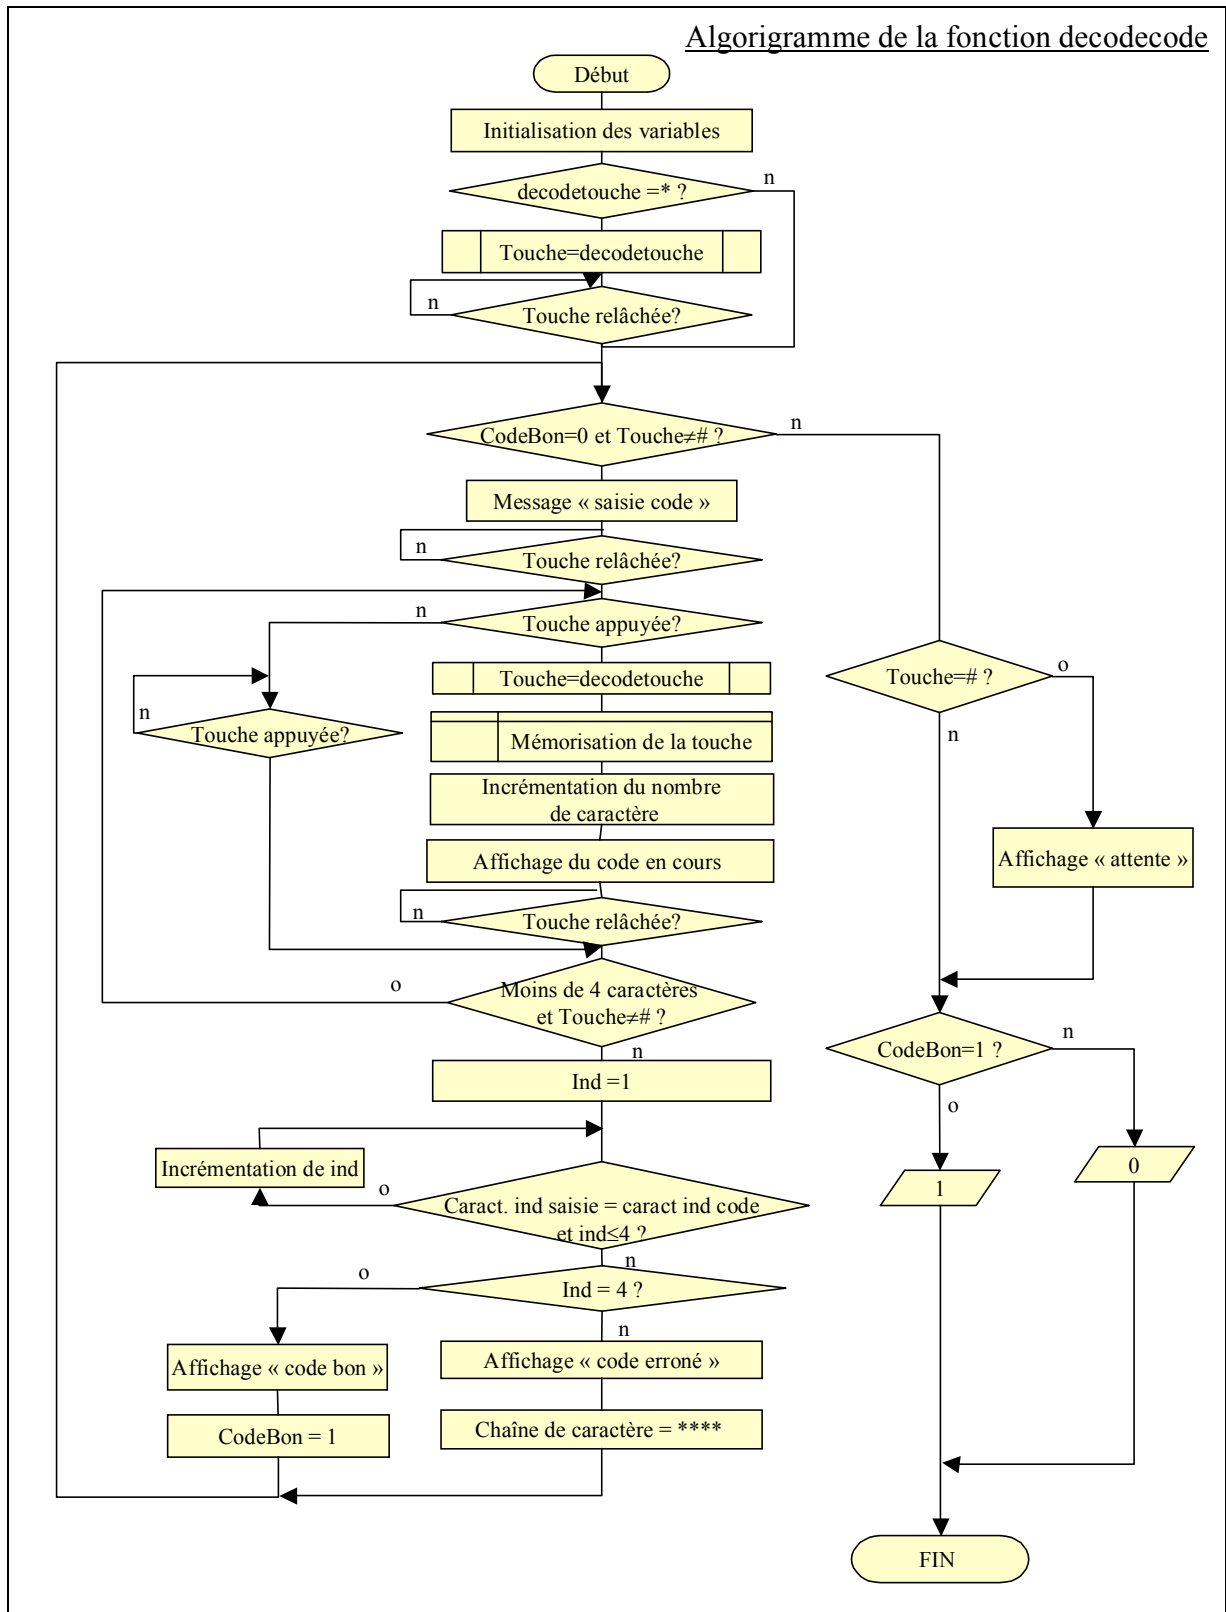 Algorigramme de la fonction decodecode
Début
Initialisation des variables
decodetouche =* ?
n
Touche=decodetouche
n
Touche relâchée?
CodeBon=0 et Touche≠# ?
n
Message « saisie code »
n
Touche relâchée?
n
Touche appuyée?
Touche=decodetouche
n
Touche appuyée?
Mémorisation de la touche
Incrémentation du nombre
de caractère
Affichage du code en cours
n
Touche relâchée?
o
Moins de 4 caractères
et Touche≠# ?
n
Ind =1
Incrémentation de ind
o
Caract. ind saisie = caract ind code
et ind≤4 ?
n
o
Ind = 4 ?
n
Affichage « code bon »
CodeBon = 1
Affichage « code erroné »
Chaîne de caractère = ****
Touche=# ?
o
n
Affichage « attente »
CodeBon=1 ?
n
o
1
0
FIN